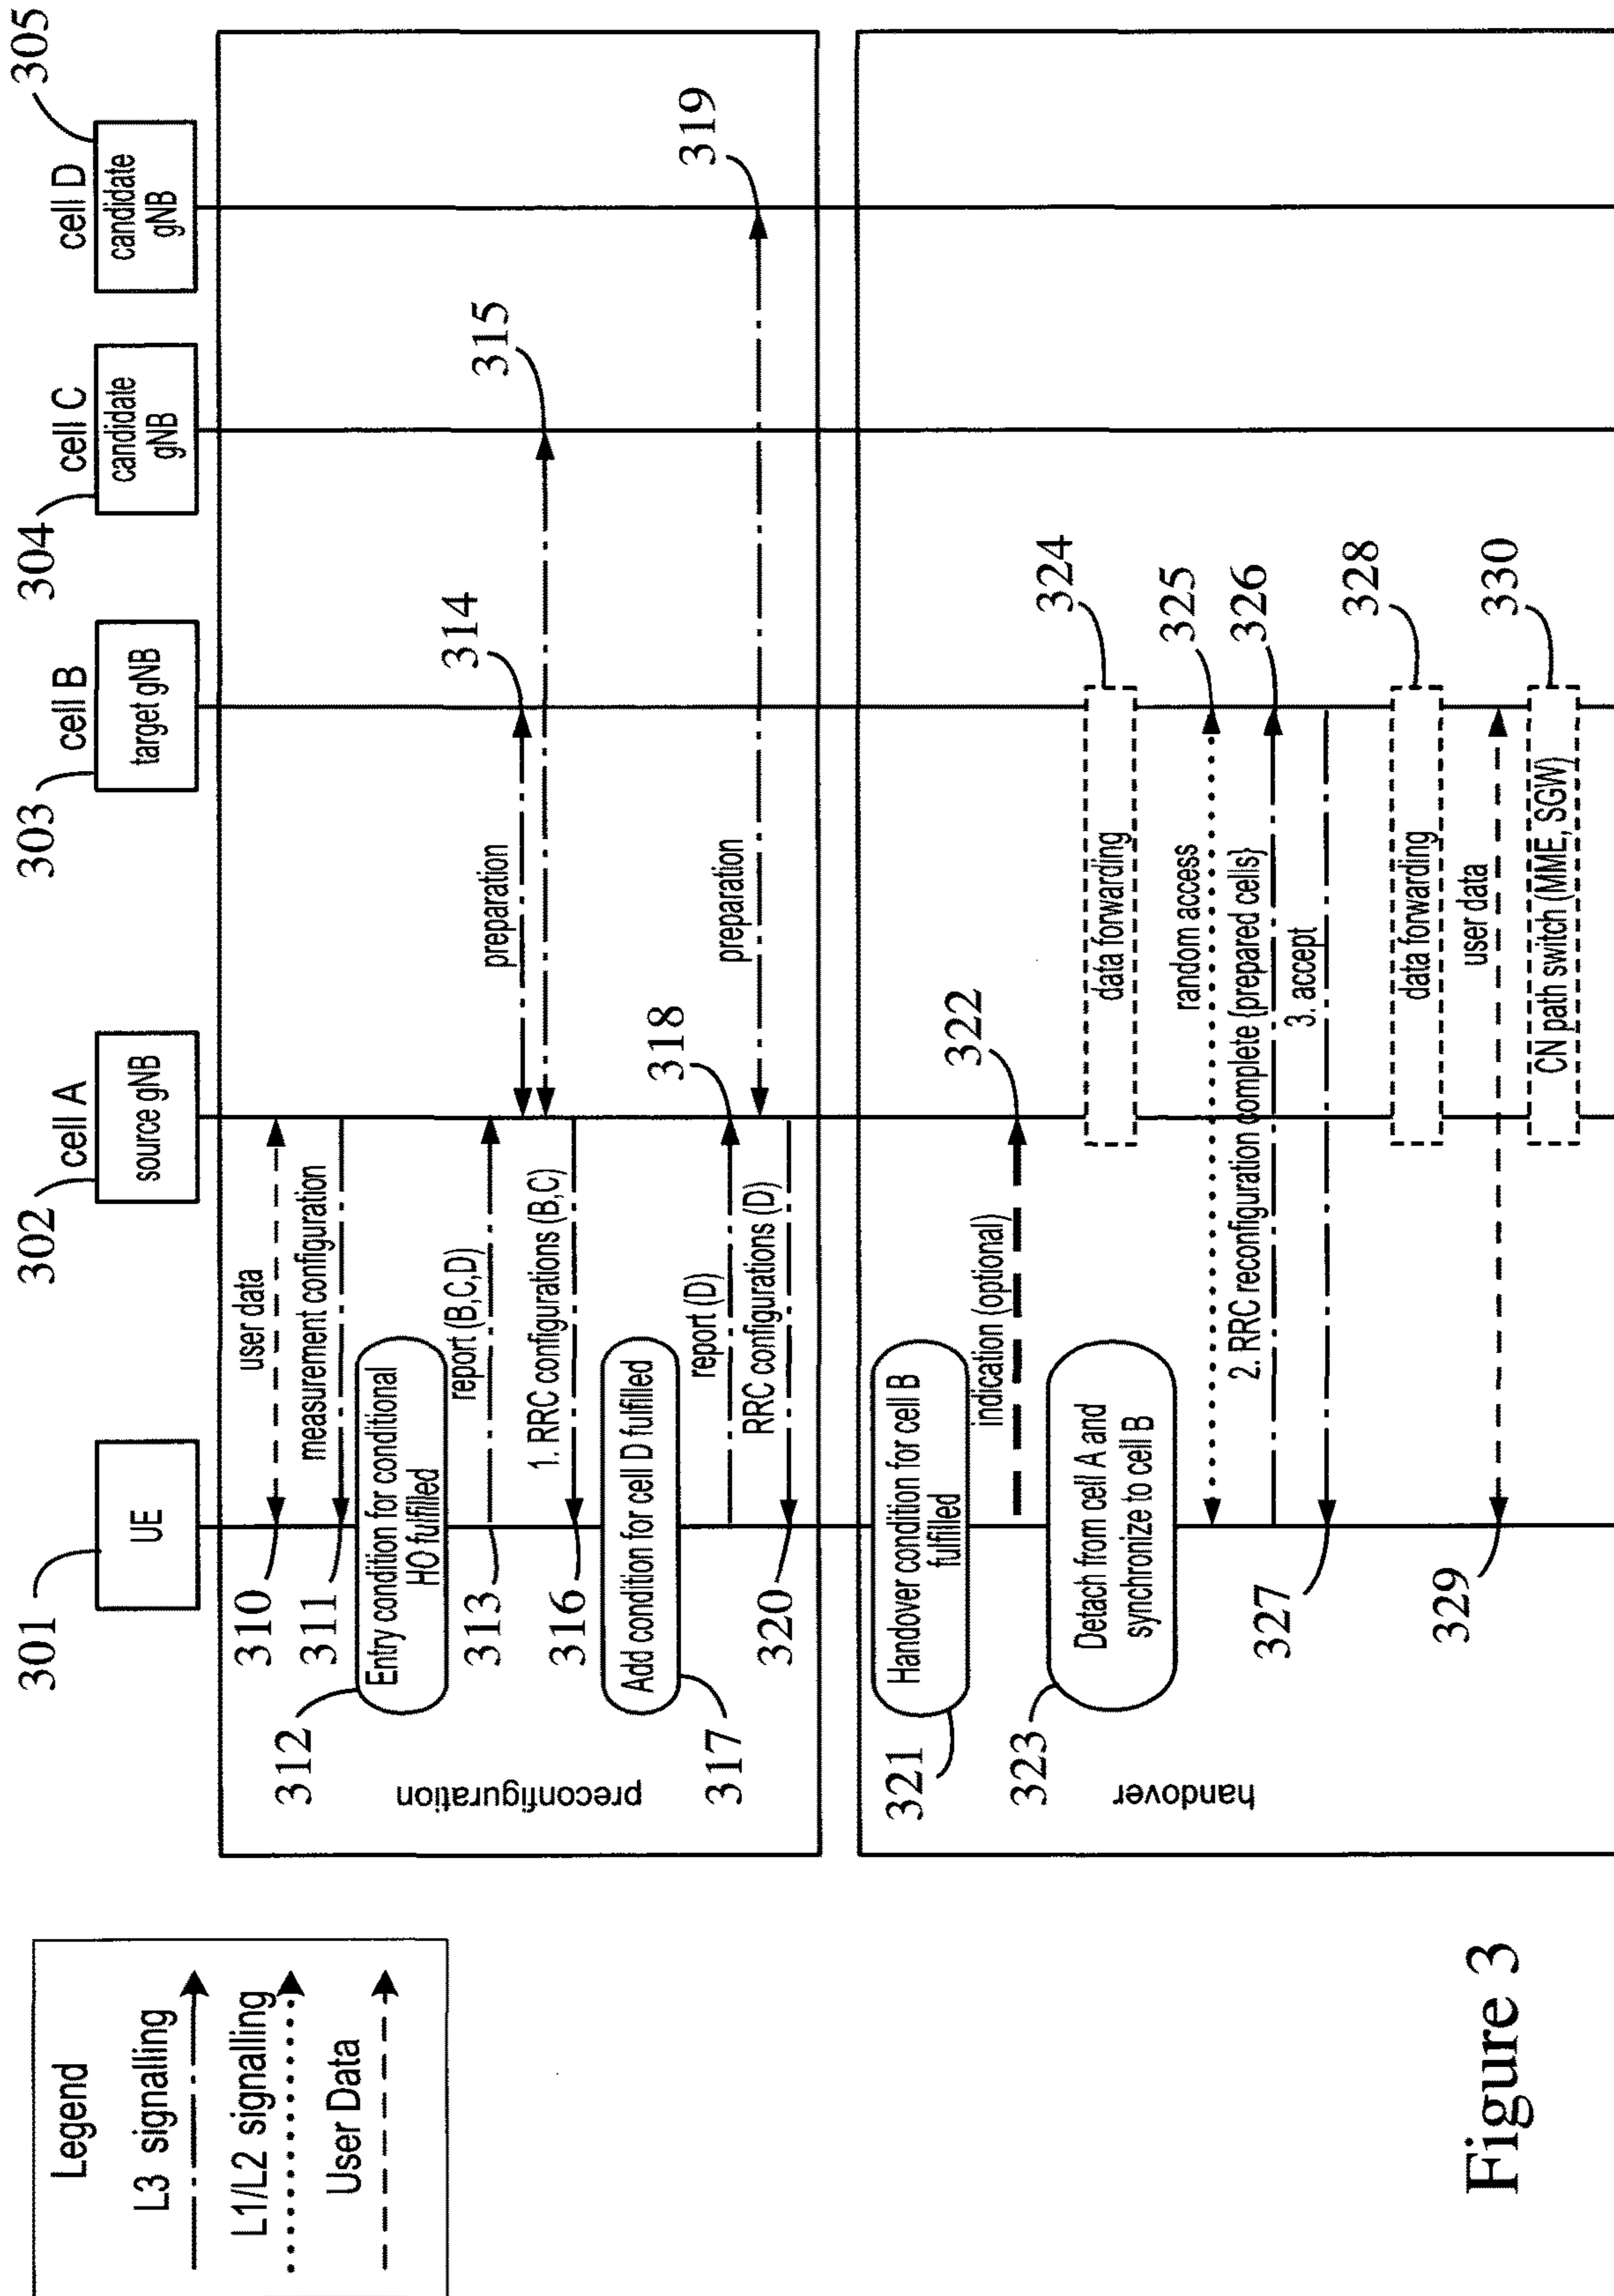 Legend
L3 signalling
L1/L2 signalling
User Data
301
UE
302
cell A
source gNB
303
cell B
target gNB
304
cell C
candidate
gNB
305
cell D
candidate
gNB
preconfiguration
310
user data
311
measurement configuration
312
Entry condition for conditional
HO fulfilled
313
report (B,C,D)
preparation
314
315
316
1. RRC configurations (B,C)
317
Add condition for cell D fulfilled
report (D)
318
preparation
319
320
RRC configurations (D)
handover
321
Handover condition for cell B
fulfilled
indication (optional)
322
323
Detach from cell A and
synchronize to cell B
data forwarding
324
random access
325
2. RRC reconfiguration complete {prepared cells}
326
3. accept
327
data forwarding
328
user data
329
CN path switch (MME, SGW)
330
Figure 3